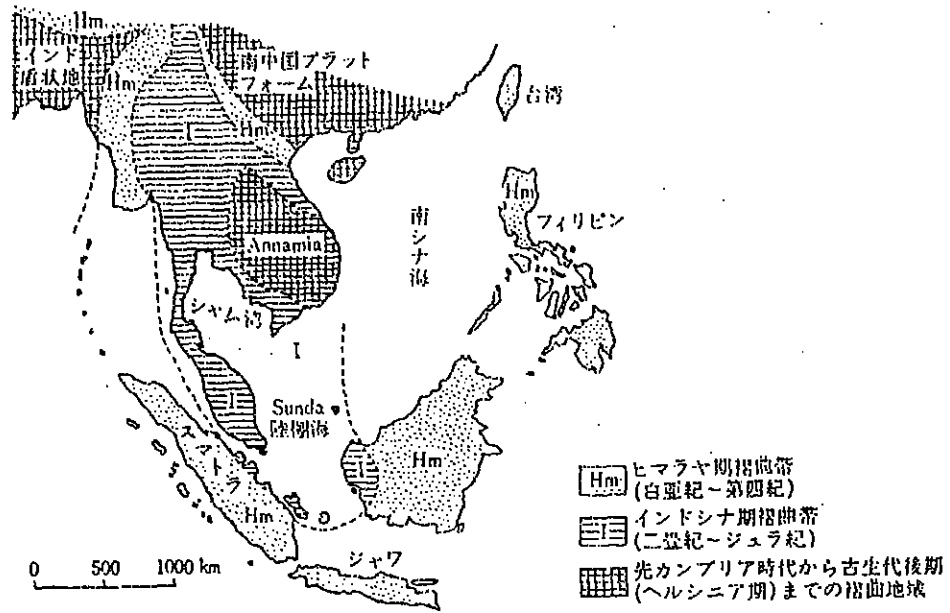 Hm
インド
盾状地
Hm
南中国プラット
フォーム
Hm
I
台湾
Hm
フィリピン
南シナ海
Annamia
シャム湾
I
I
Sunda
陸棚海
I
Hm
スマトラ
Hm
ジャワ
0 500 1000 km
Hm ヒマラヤ期褶曲帯
(白亜紀〜第四紀)
I インドシナ期褶曲帯
(二畳紀〜ジュラ紀)
先カンブリア時代から古生代後期
(ヘルシニア期)までの褶曲地域